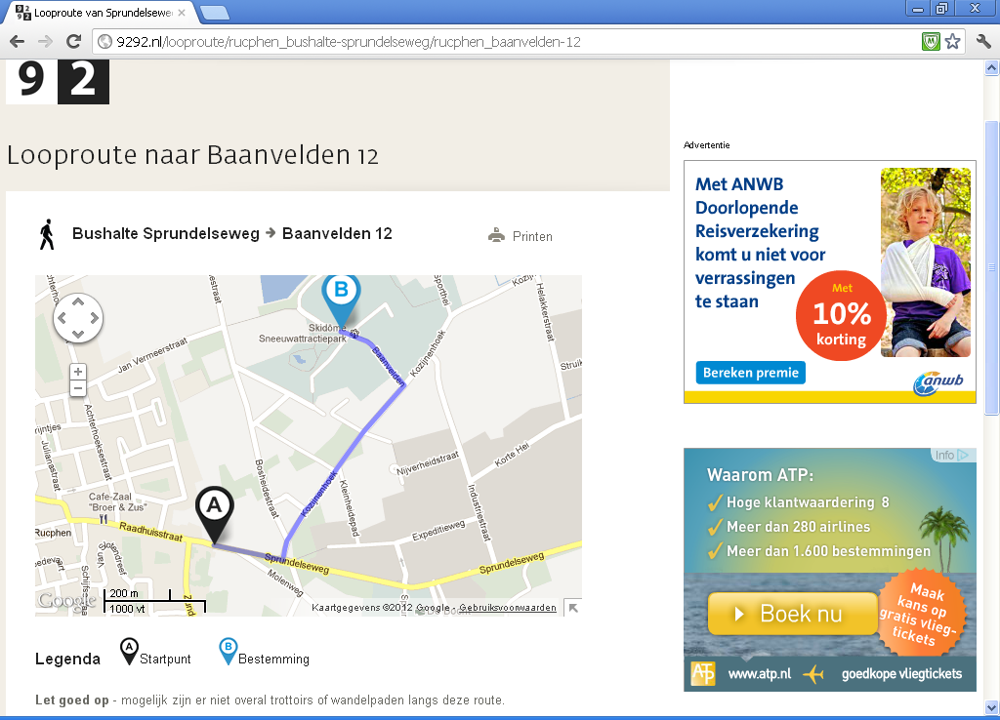 Looproute van Sprundelsewe
9292.nl/looproute/rucphen_bushalte-sprundelseweg/rucphen_baanvelden-12
9 2
Looproute naar Baanvelden 12
Bushalte Sprundelseweg → Baanvelden 12
Printen
B
Skidôme
Sneeuwattractiepark
Baanvelden
Kozijnenhoek
Helakkerstraat
Jan Vermeerstraat
Achterhoeksestraat
Julianastraat
Bosheidestraat
Kozijnenhoek
Kleinheidepad
Nijverheidstraat
Korte Hei
Industriestraat
Expeditieweg
A
Cafe-Zaal
"Broer & Zus"
Rucphen
Raadhuisstraat
Sprundelseweg
Sprundelseweg
Molenweg
Google
200 m
1000 vt
Kaartgegevens ©2012 Google - Gebruiksvoorwaarden
Legenda
A Startpunt
B Bestemming
Let goed op - mogelijk zijn er niet overal trottoirs of wandelpaden langs deze route.
Advertentie
Met ANWB
Doorlopende
Reisverzekering
komt u niet voor
verrassingen
te staan
Met
10%
korting
Bereken premie
anwb
Info
Waarom ATP:
Hoge klantwaardering 8
Meer dan 280 airlines
Meer dan 1.600 bestemmingen
Boek nu
Maak
kans op
gratis vlieg-
tickets
ATP www.atp.nl goedkope vliegtickets